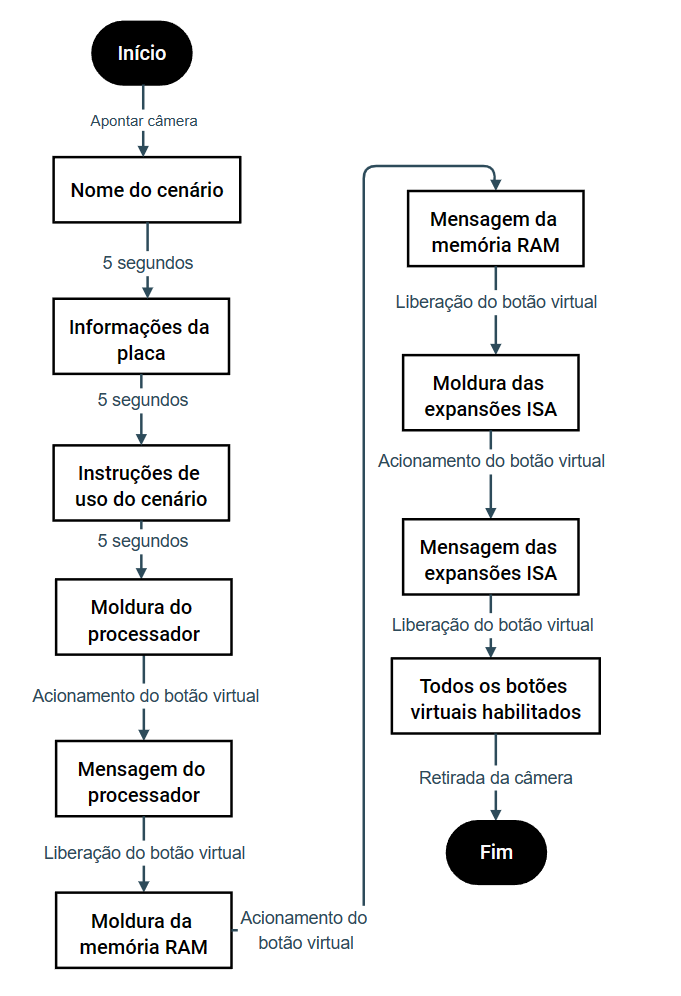 Início
Apontar câmera
Nome do cenário
5 segundos
Informações da
placa
5 segundos
Instruções de
uso do cenário
5 segundos
Moldura do
processador
Acionamento do botão virtual
Mensagem do
processador
Liberação do botão virtual
Moldura da
memória RAM
Acionamento do
botão virtual
Mensagem da
memória RAM
Liberação do botão virtual
Moldura das
expansões ISA
Acionamento do botão virtual
Mensagem das
expansões ISA
Liberação do botão virtual
Todos os botões
virtuais habilitados
Retirada da câmera
Fim